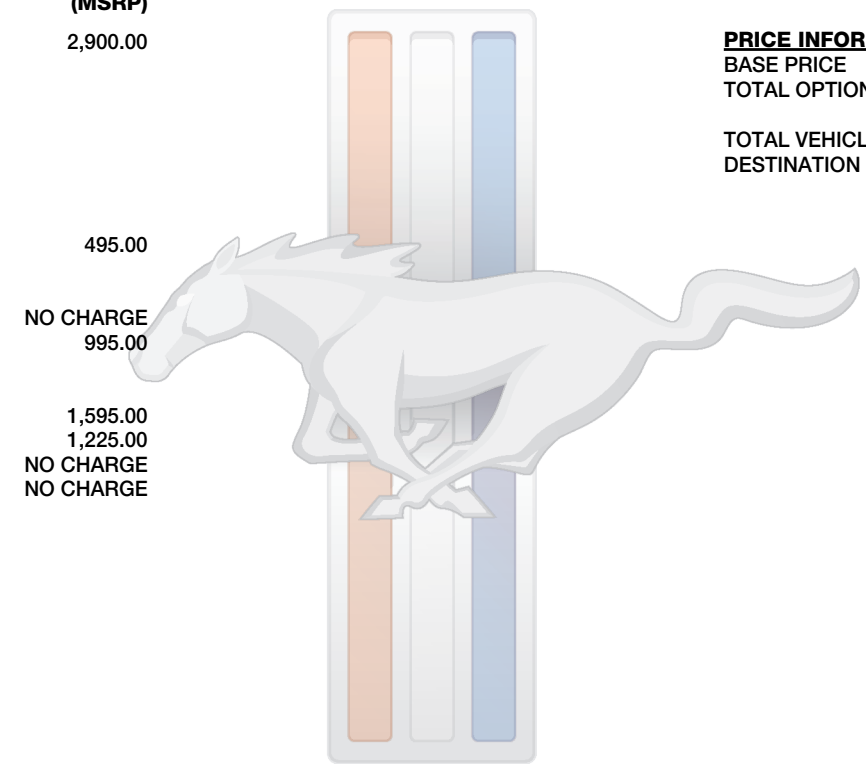 (MSRP)
2,900.00
495.00
NO CHARGE
995.00
1,595.00
1,225.00
NO CHARGE
NO CHARGE
PRICE INFOR
BASE PRICE
TOTAL OPTION
TOTAL VEHICL
DESTINATION